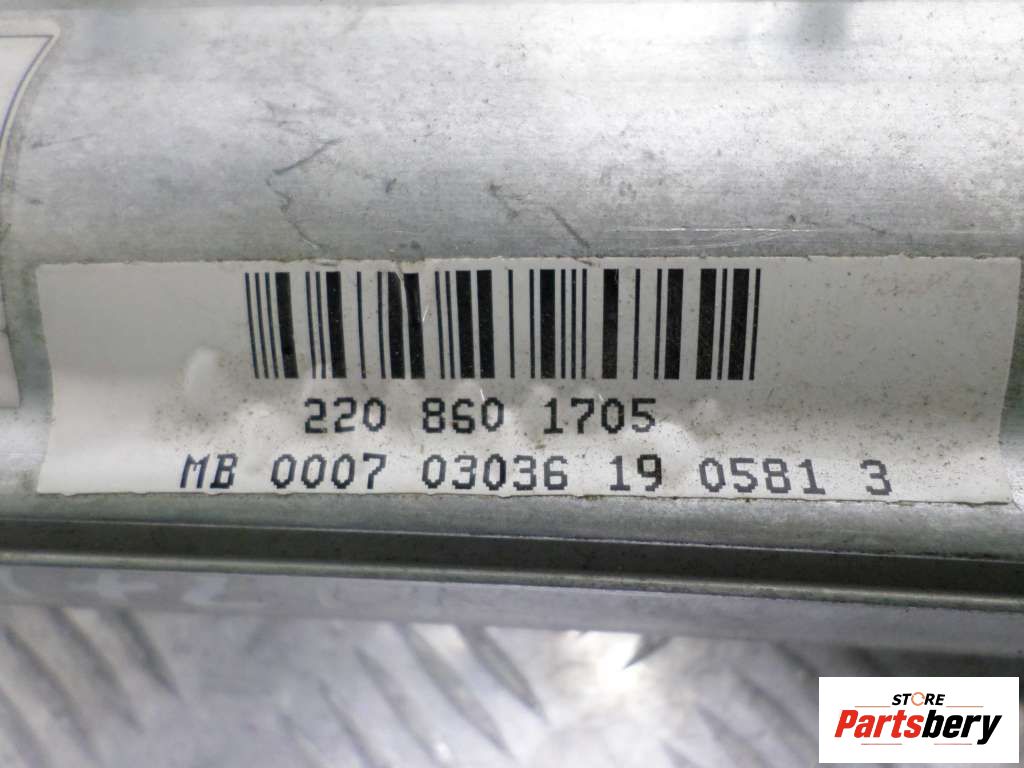 220 860 1705
MB 0007 03036 19 0581 3
STORE
Partsbery